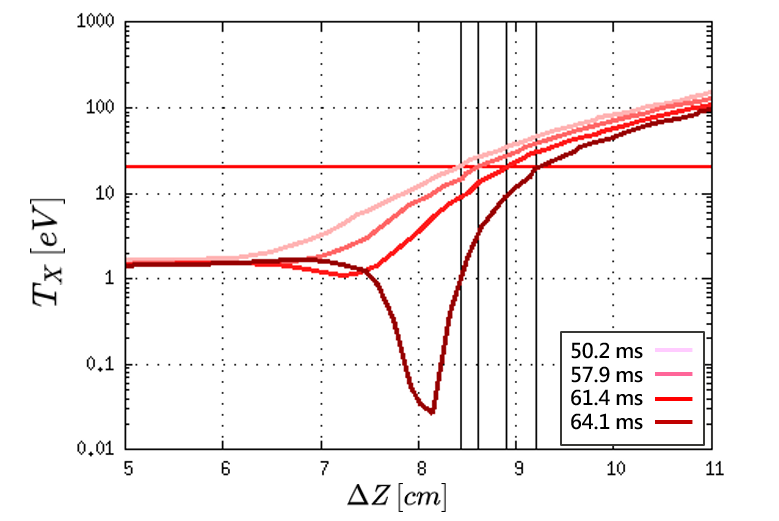 1000
100
10
1
0.1
0.01
T_X [eV]
5 6 7 8 9 10 11
ΔZ [cm]
50.2 ms
57.9 ms
61.4 ms
64.1 ms